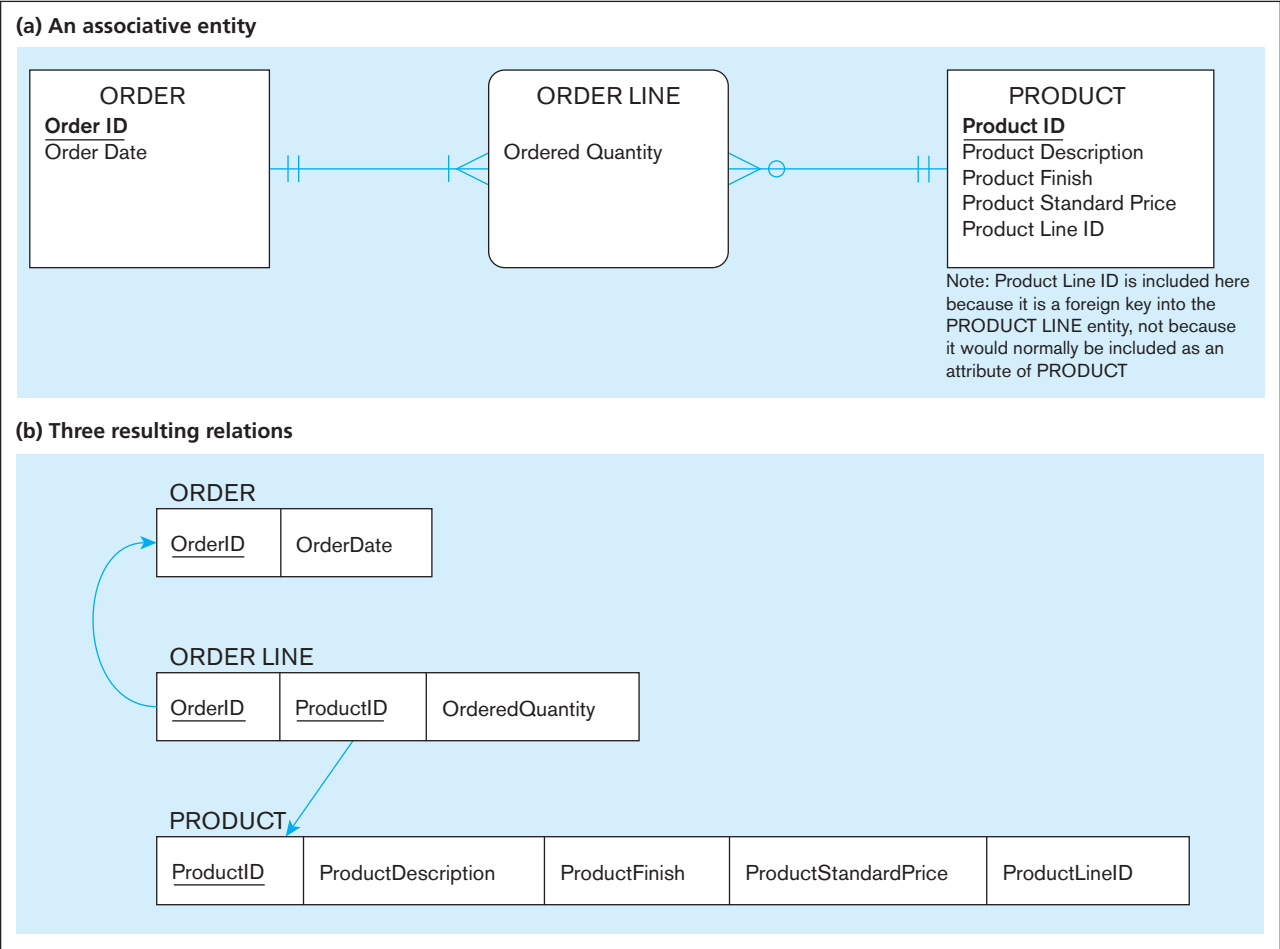 (a) An associative entity
ORDER
Order ID
Order Date
ORDER LINE
Ordered Quantity
PRODUCT
Product ID
Product Description
Product Finish
Product Standard Price
Product Line ID
Note: Product Line ID is included here
because it is a foreign key into the
PRODUCT LINE entity, not because
it would normally be included as an
attribute of PRODUCT
(b) Three resulting relations
ORDER
OrderID OrderDate
ORDER LINE
OrderID ProductID OrderedQuantity
PRODUCT
ProductID ProductDescription ProductFinish ProductStandardPrice ProductLineID